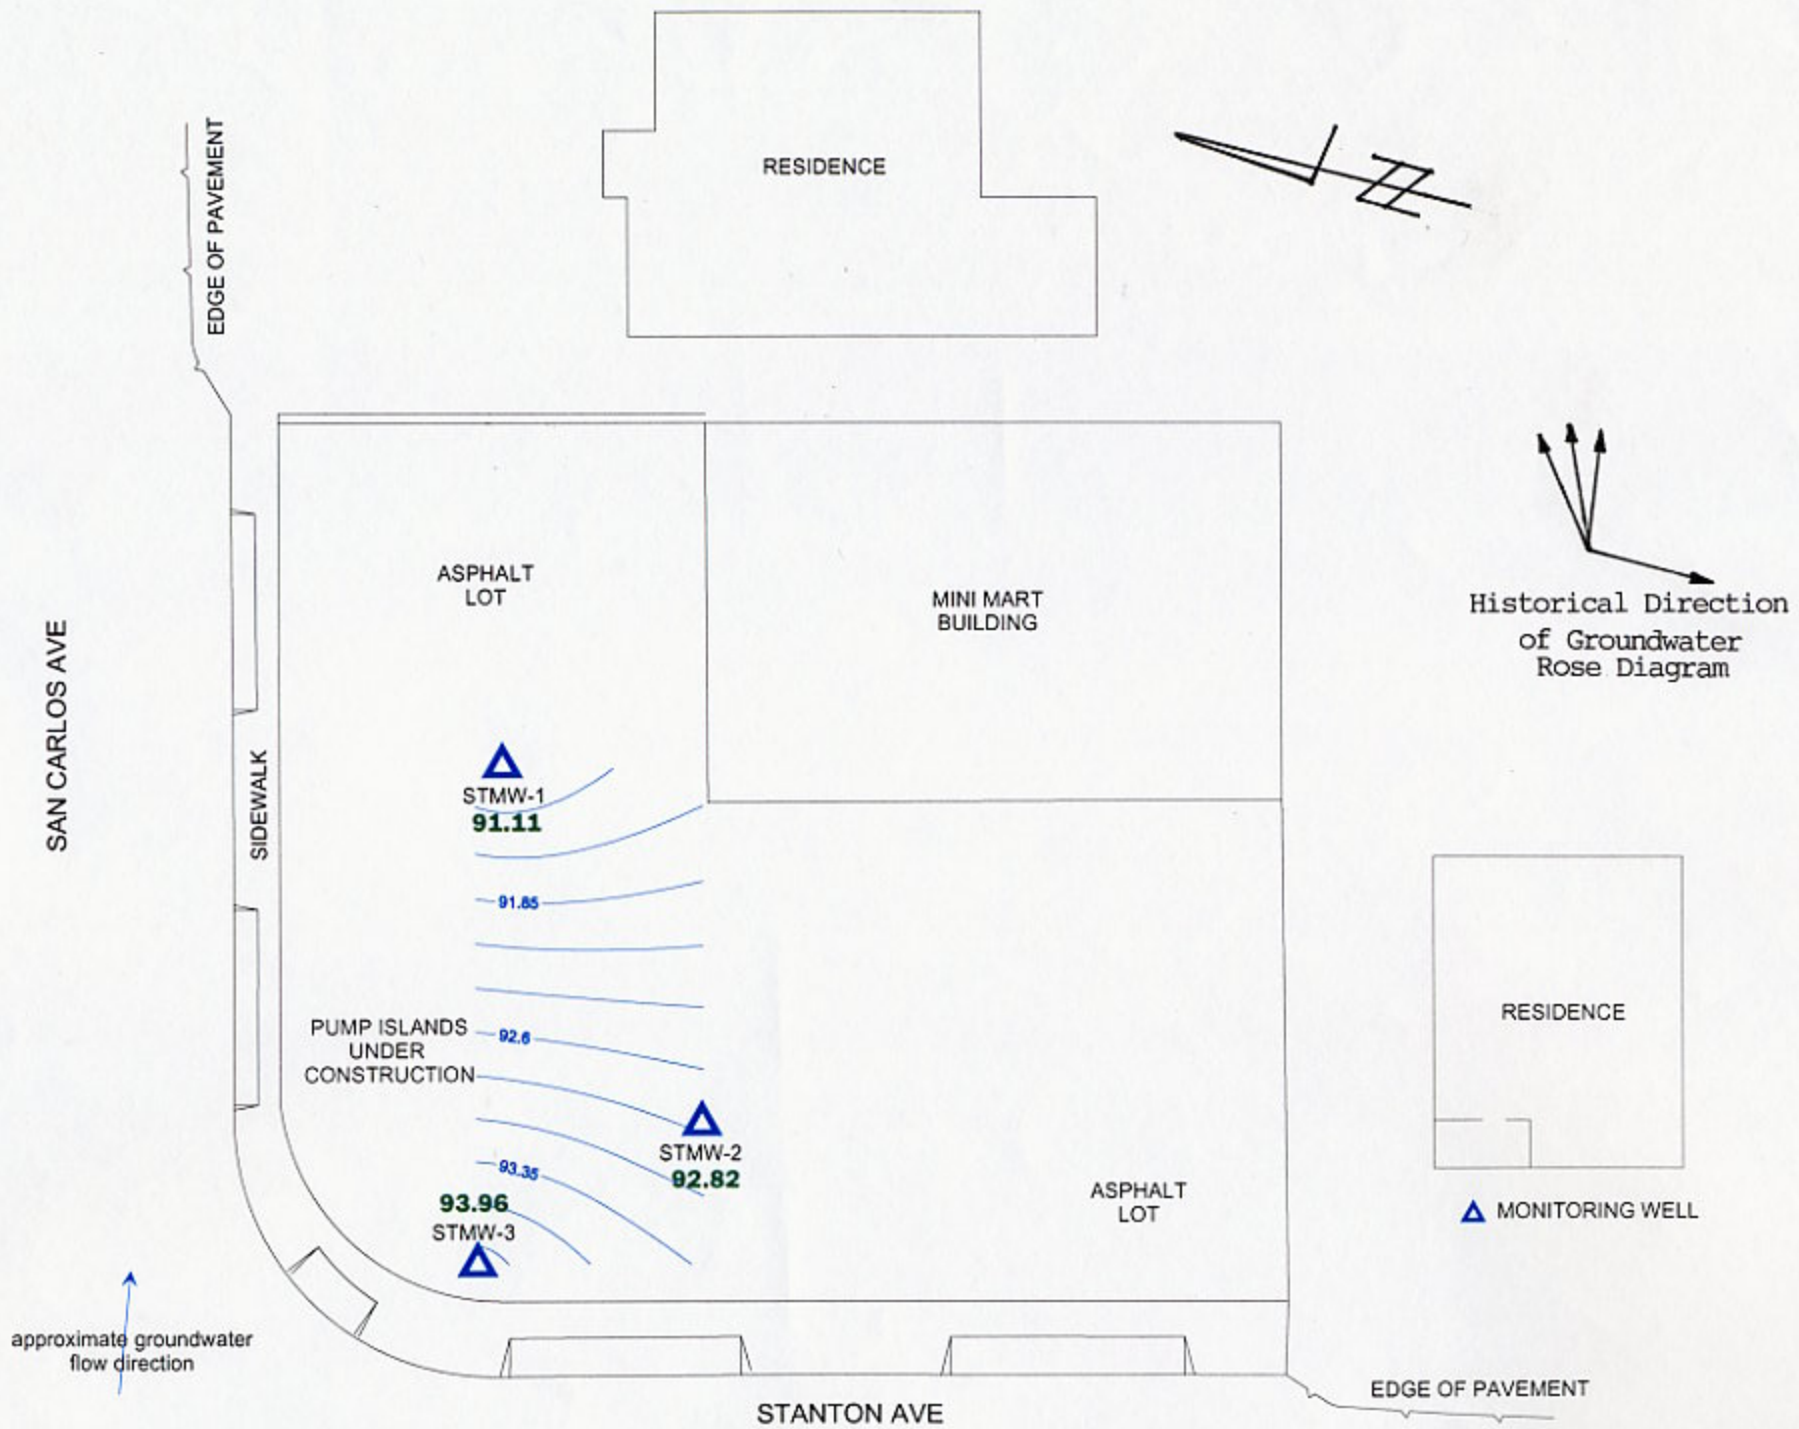 EDGE OF PAVEMENT
RESIDENCE
N
ASPHALT
LOT
MINI MART
BUILDING
Historical Direction
of Groundwater
Rose Diagram
SAN CARLOS AVE
SIDEWALK
STMW-1
91.11
91.85
PUMP ISLANDS
UNDER
CONSTRUCTION
92.6
STMW-2
92.82
93.35
93.96
STMW-3
ASPHALT
LOT
RESIDENCE
MONITORING WELL
approximate groundwater
flow direction
STANTON AVE
EDGE OF PAVEMENT